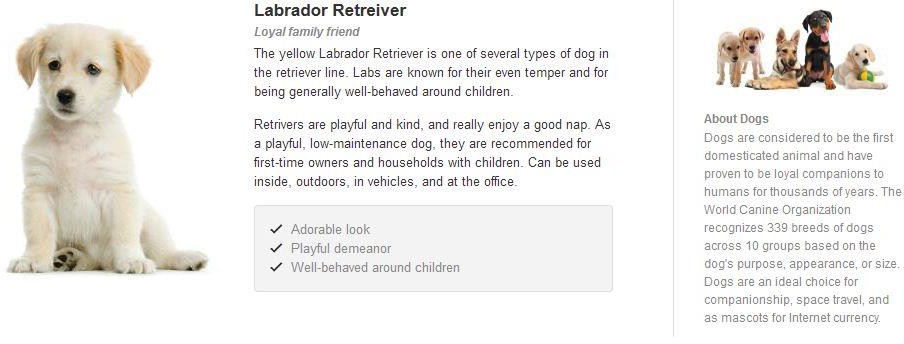 Labrador Retreiver
Loyal family friend
The yellow Labrador Retriever is one of several types of dog in
the retriever line. Labs are known for their even temper and for
being generally well-behaved around children.
Retrivers are playful and kind, and really enjoy a good nap. As
a playful, low-maintenance dog, they are recommended for
first-time owners and households with children. Can be used
inside, outdoors, in vehicles, and at the office.
Adorable look
Playful demeanor
Well-behaved around children
About Dogs
Dogs are considered to be the first
domesticated animal and have
proven to be loyal companions to
humans for thousands of years. The
World Canine Organization
recognizes 339 breeds of dogs
across 10 groups based on the
dog's purpose, appearance, or size.
Dogs are an ideal choice for
companionship, space travel, and
as mascots for Internet currency.